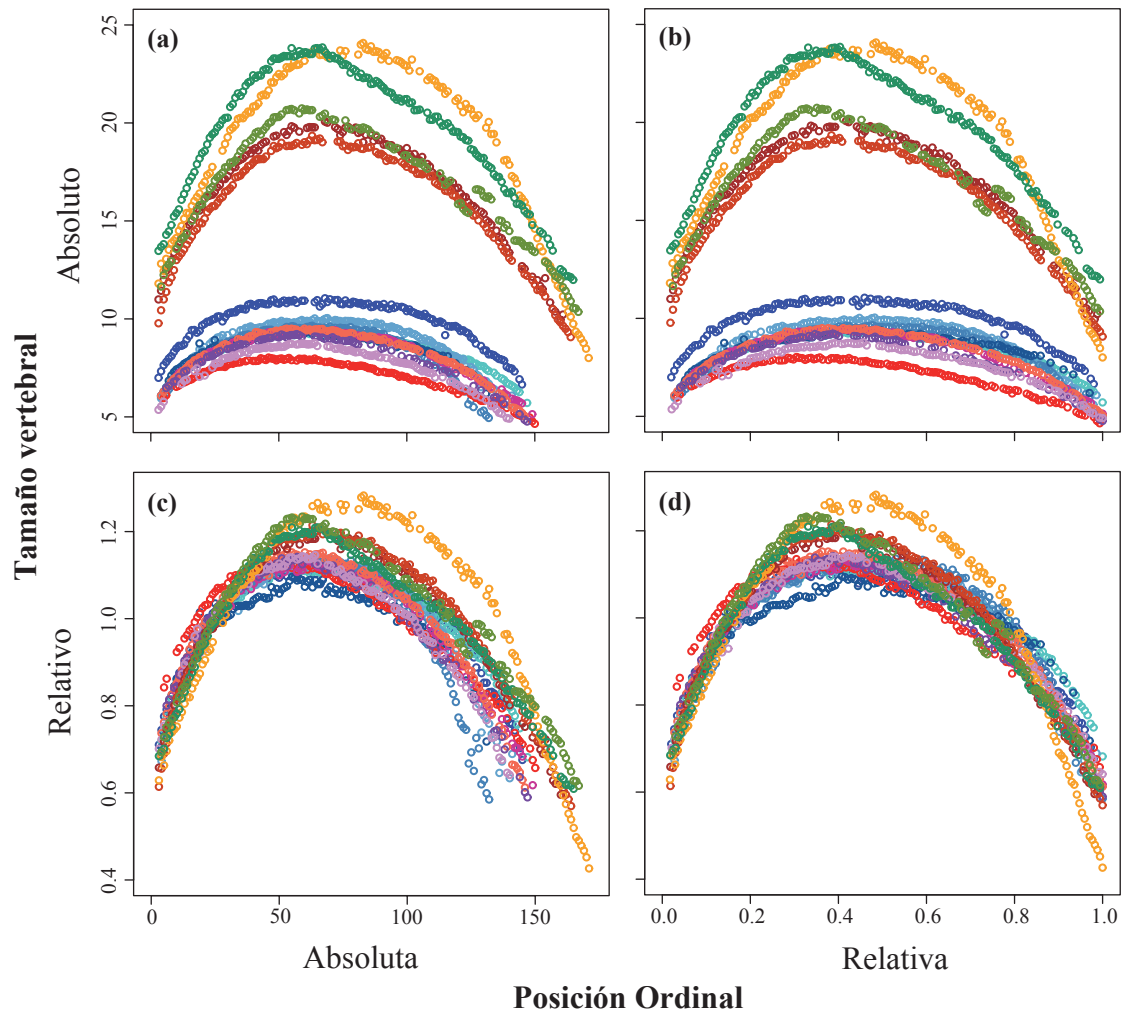 (a)
(b)
25
20
15
10
5
Absoluto
Tamaño vertebral
(c)
(d)
1.2
1.0
0.8
0.6
0.4
Relativo
0 50 100 150
0.0 0.2 0.4 0.6 0.8 1.0
Absoluta
Relativa
Posición Ordinal